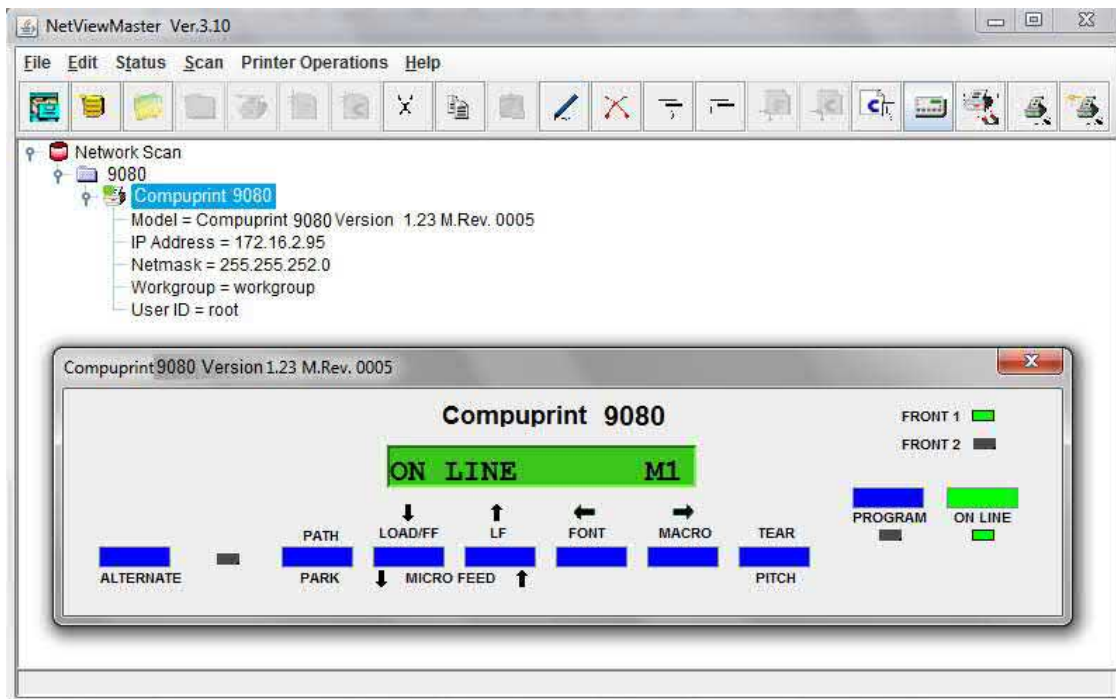 NetViewMaster Ver.3.10
File Edit Status Scan Printer Operations Help
Network Scan
9080
Compuprint 9080
Model = Compuprint 9080 Version 1.23 M.Rev. 0005
IP Address = 172.16.2.95
Netmask = 255.255.252.0
Workgroup = workgroup
User ID = root
Compuprint 9080 Version 1.23 M.Rev. 0005
Compuprint 9080
FRONT 1
FRONT 2
ON LINE M1
PROGRAM ON LINE
PATH LOAD/FF LF FONT MACRO TEAR
ALTERNATE PARK MICRO FEED PITCH